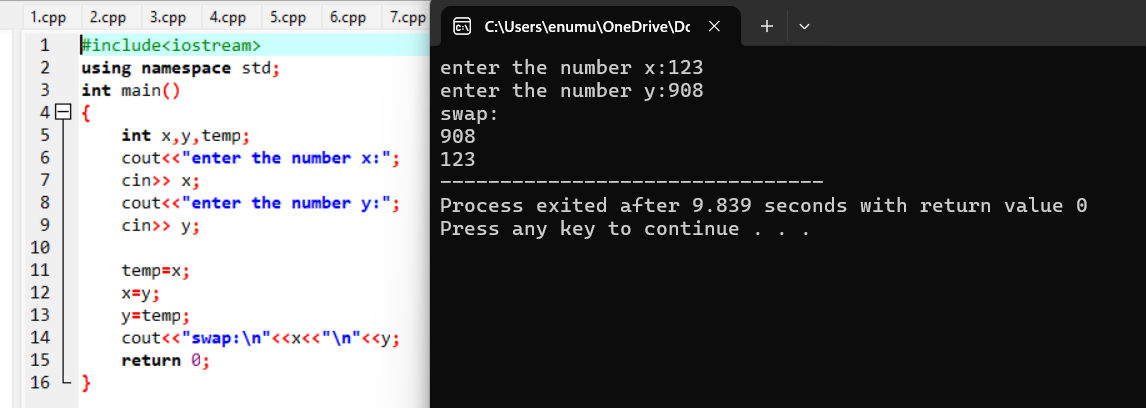 1.cpp 2.cpp 3.cpp 4.cpp 5.cpp 6.cpp 7.cpp
1 #include<iostream>
2 using namespace std;
3 int main()
4 {
5 int x,y,temp;
6 cout<<"enter the number x:";
7 cin>> x;
8 cout<<"enter the number y:";
9 cin>> y;
10
11 temp=x;
12 x=y;
13 y=temp;
14 cout<<"swap:\n"<<x<<"\n"<<y;
15 return 0;
16 }
C:\Users\enumu\OneDrive\Dc
enter the number x:123
enter the number y:908
swap:
908
123
--------------------------------
Process exited after 9.839 seconds with return value 0
Press any key to continue . . .